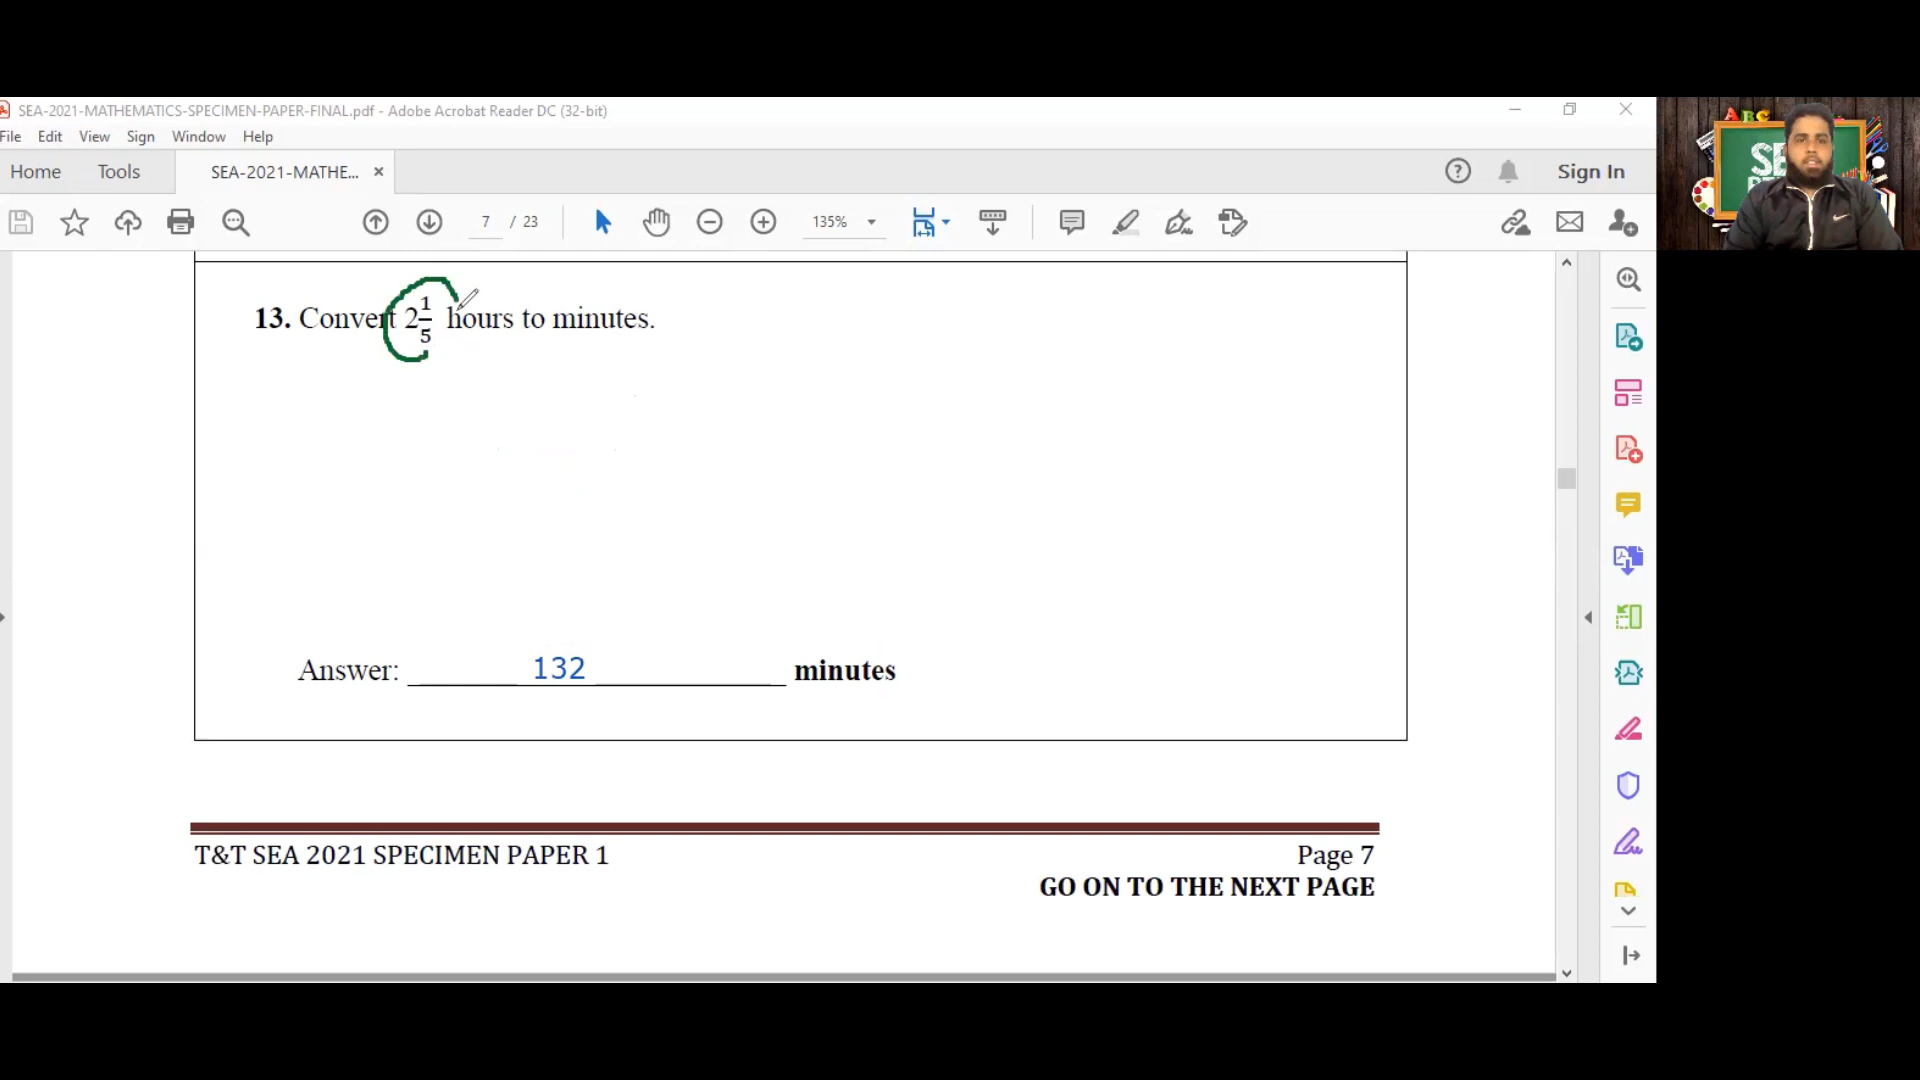 SEA-2021-MATHEMATICS-SPECIMEN-PAPER-FINAL.pdf - Adobe Acrobat Reader DC (32-bit)
File Edit View Sign Window Help
Home Tools SEA-2021-MATHE... × Sign In
7 / 23 135%
13. Convert 2 1/5 hours to minutes.
Answer: 132 minutes
T&T SEA 2021 SPECIMEN PAPER 1 Page 7
GO ON TO THE NEXT PAGE
ABC